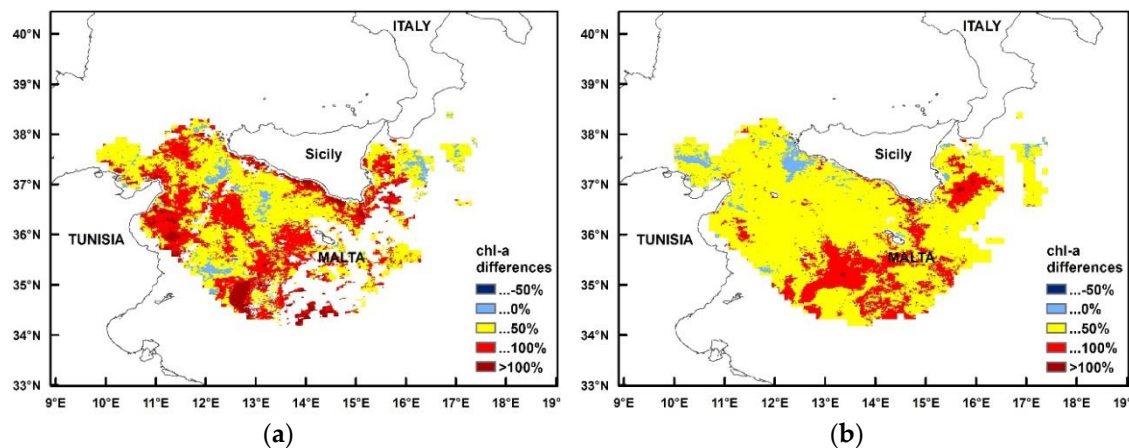 40°N
39°N
38°N
37°N
36°N
35°N
34°N
33°N
9°E 10°E 11°E 12°E 13°E 14°E 15°E 16°E 17°E 18°E 19°
ITALY
Sicily
TUNISIA
MALTA
chl-a
differences
...-50%
...0%
...50%
...100%
>100%
(a)
40°N
39°N
38°N
37°N
36°N
35°N
34°N
33°N
9°E 10°E 11°E 12°E 13°E 14°E 15°E 16°E 17°E 18°E 19°
ITALY
Sicily
TUNISIA
MALTA
chl-a
differences
...-50%
...0%
...50%
...100%
>100%
(b)